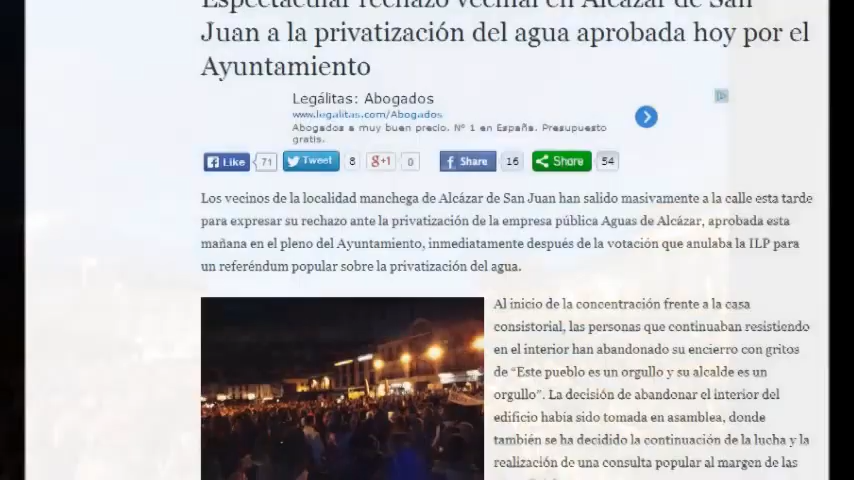 Espectacular rechazo vecinal en Alcázar de San
Juan a la privatización del agua aprobada hoy por el
Ayuntamiento
Legálitas: Abogados
www.legalitas.com/Abogados
Abogados a muy buen precio. Nº 1 en España. Presupuesto
gratis.
Like 71 Tweet 8 g+1 0 Share 16 Share 54
Los vecinos de la localidad manchega de Alcázar de San Juan han salido masivamente a la calle esta tarde
para expresar su rechazo ante la privatización de la empresa pública Aguas de Alcázar, aprobada esta
mañana en el pleno del Ayuntamiento, inmediatamente después de la votación que anulaba la ILP para
un referéndum popular sobre la privatización del agua.
Al inicio de la concentración frente a la casa
consistorial, las personas que continuaban resistiendo
en el interior han abandonado su encierro con gritos
de “Este pueblo es un orgullo y su alcalde es un
orgullo”. La decisión de abandonar el interior del
edificio había sido tomada en asamblea, donde
también se ha decidido la continuación de la lucha y la
realización de una consulta popular al margen de las